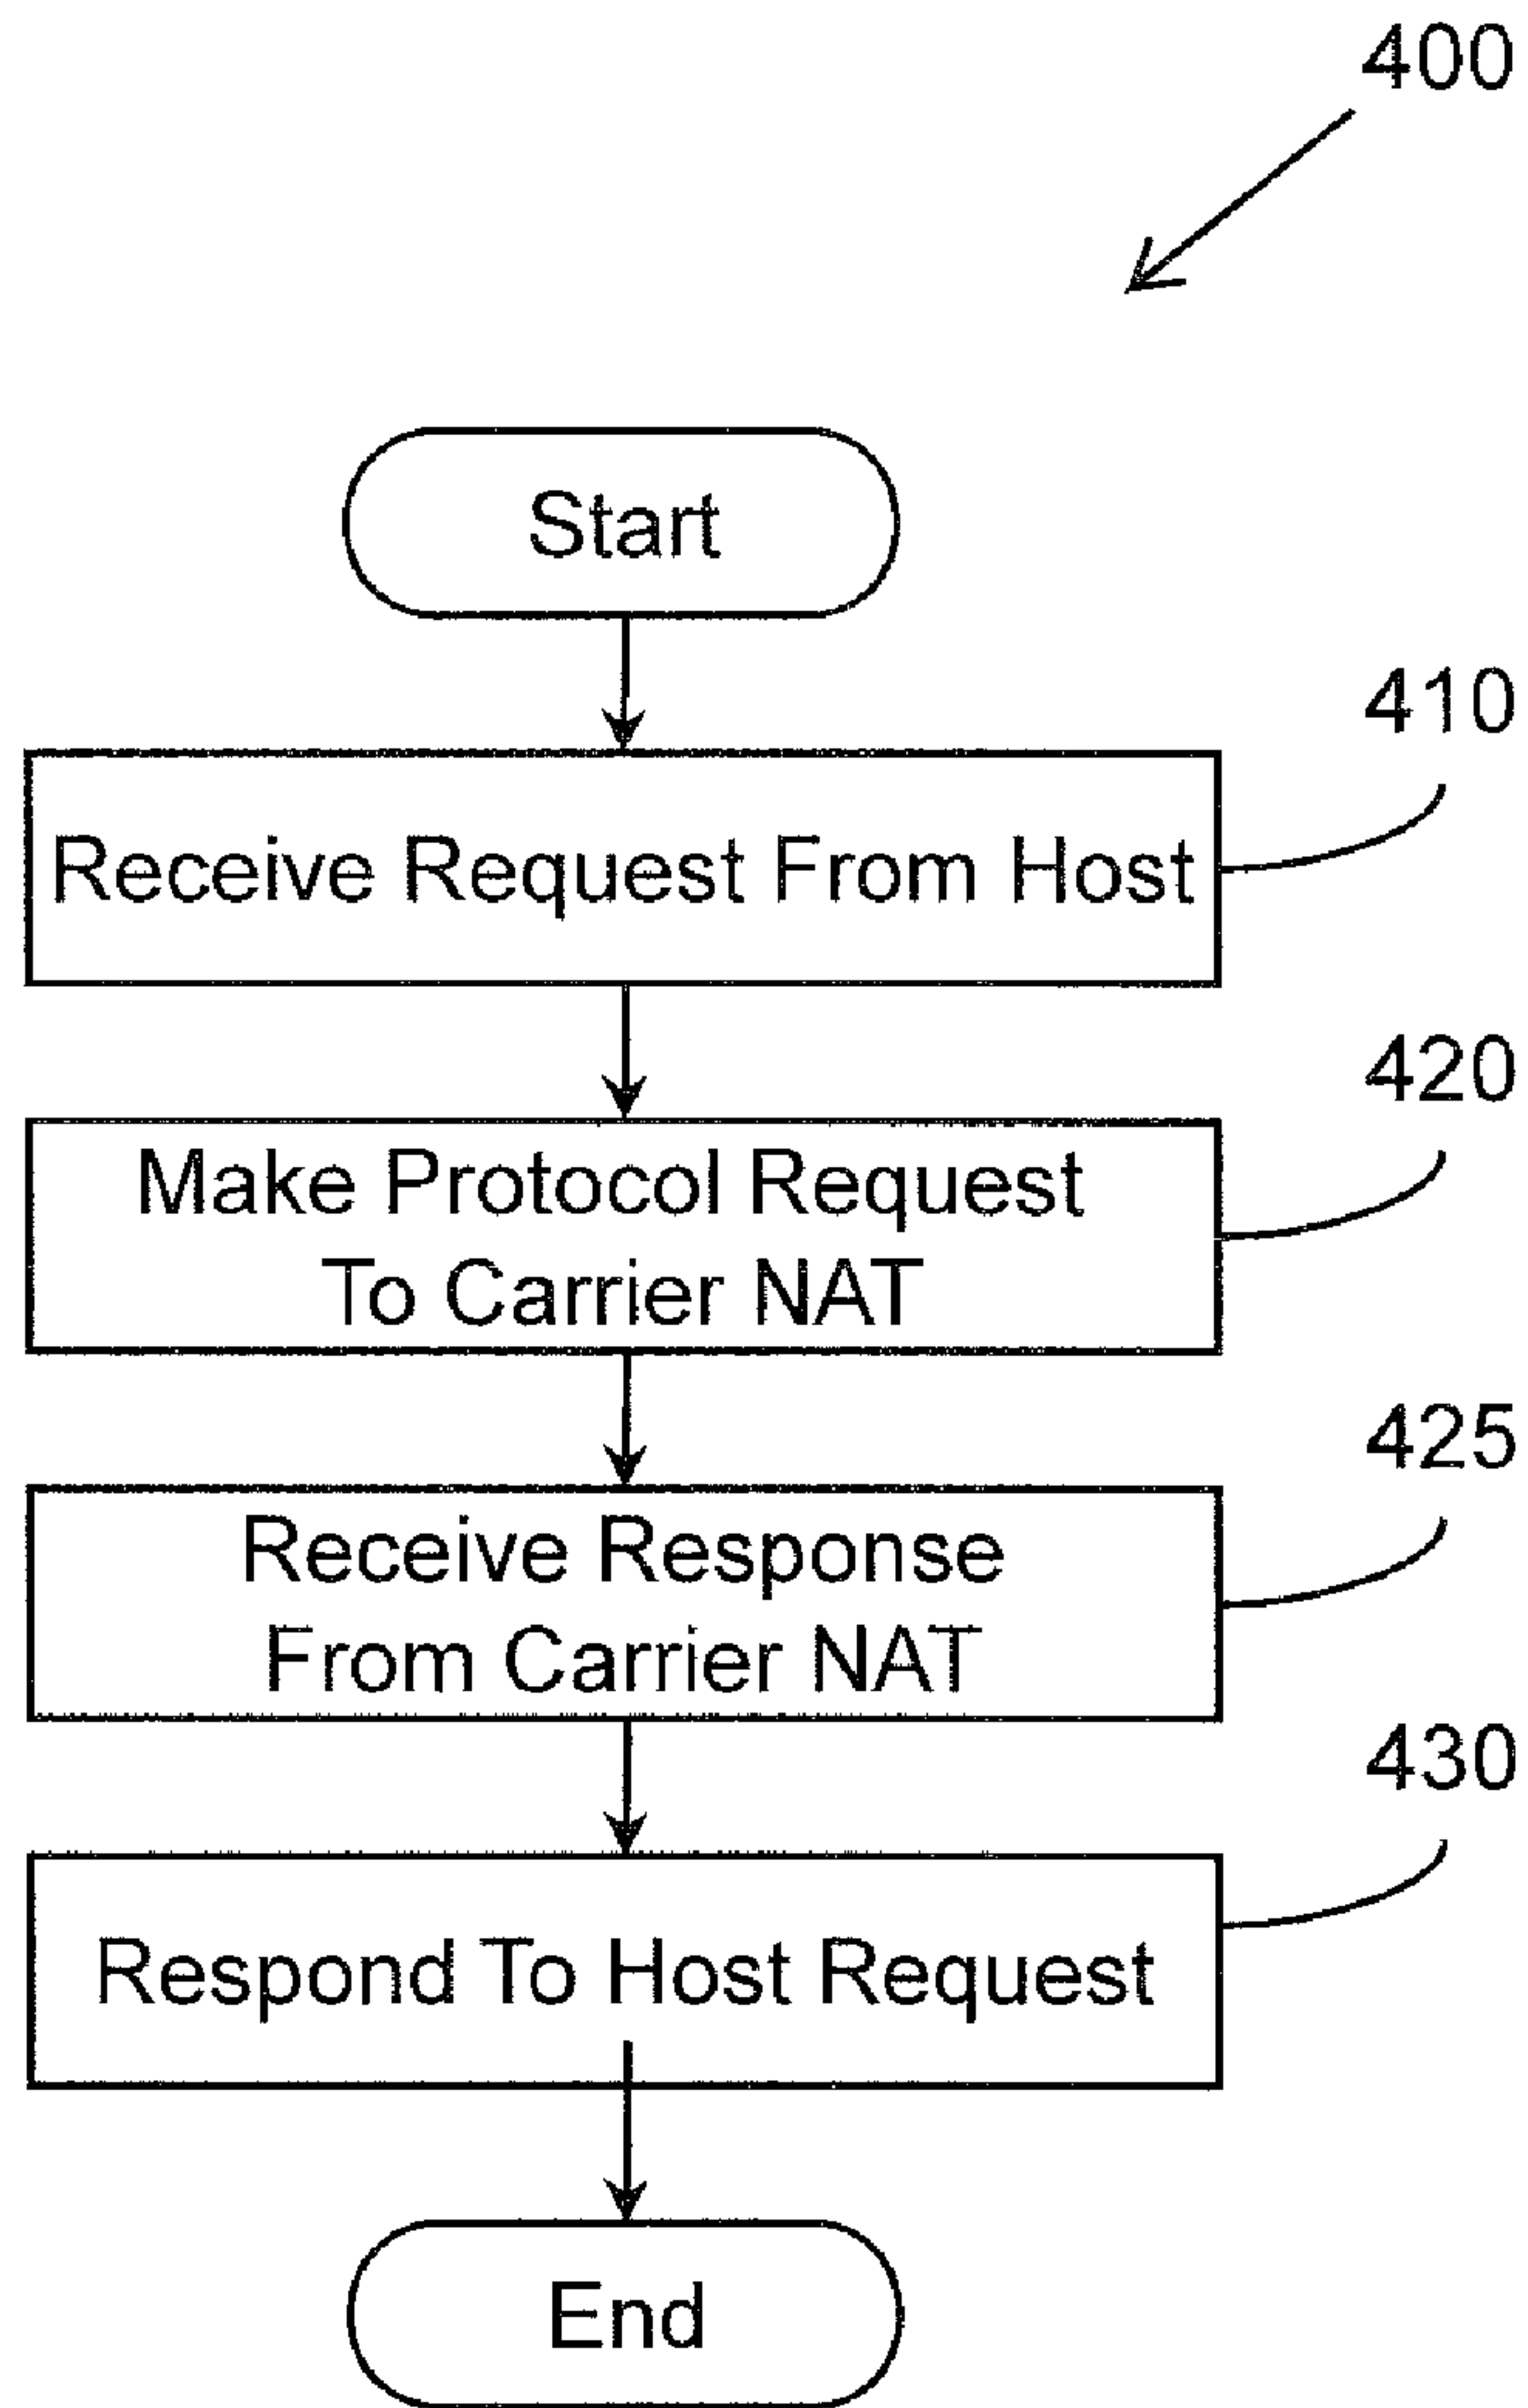 400
Start
410
Receive Request From Host
420
Make Protocol Request
To Carrier NAT
425
Receive Response
From Carrier NAT
430
Respond To Host Request
End